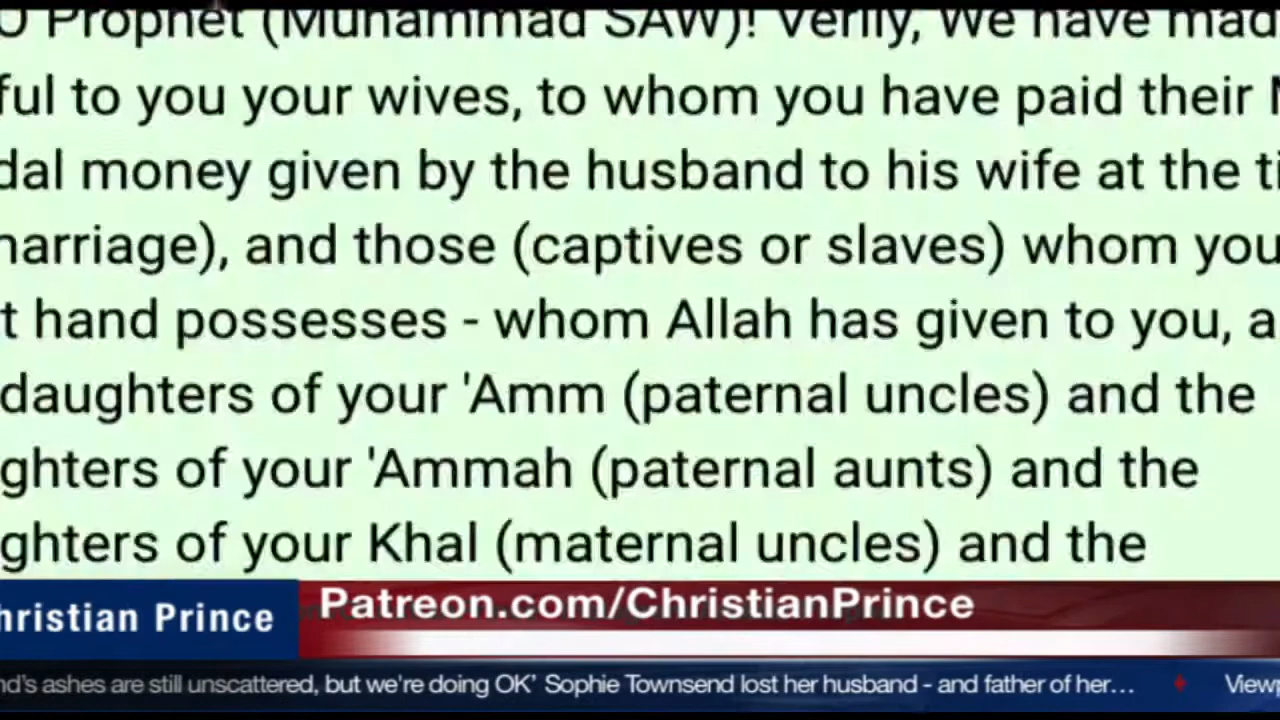 O Prophet (Muhammad SAW)! Verily, We have mad
ful to you your wives, to whom you have paid their M
dal money given by the husband to his wife at the ti
narriage), and those (captives or slaves) whom you
t hand possesses - whom Allah has given to you, a
daughters of your 'Amm (paternal uncles) and the
ghters of your 'Ammah (paternal aunts) and the
ghters of your Khal (maternal uncles) and the
hristian Prince
Patreon.com/ChristianPrince
nd's ashes are still unscattered, but we're doing OK' Sophie Townsend lost her husband - and father of her... ♦ Viewp